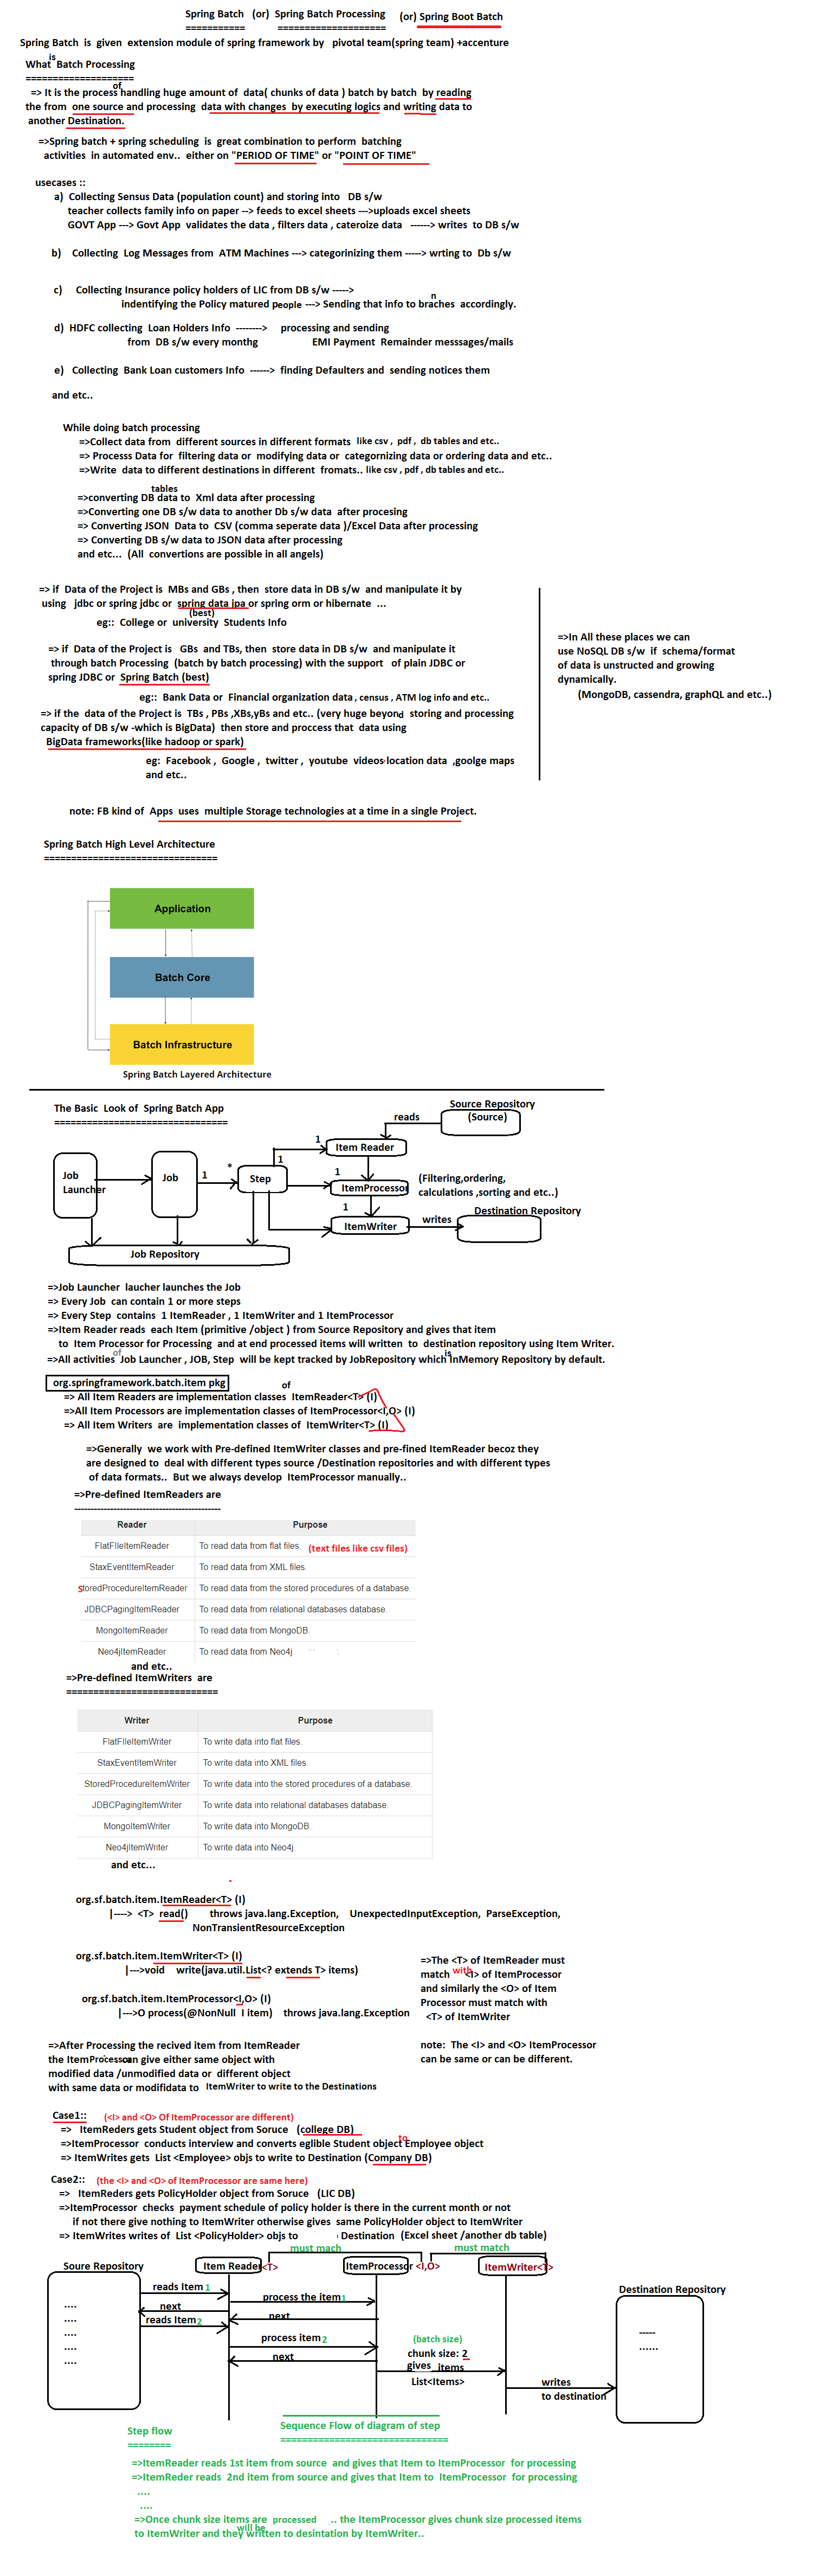 Spring Batch (or) Spring Batch Processing (or) Spring Boot Batch
=========== ====================
Spring Batch is given extension module of spring framework by pivotal team(spring team) +accenture
is
What Batch Processing
====================
of
=> It is the process handling huge amount of data( chunks of data ) batch by batch by reading
the from one source and processing data with changes by executing logics and writing data to
another Destination.
=>Spring batch + spring scheduling is great combination to perform batching
activities in automated env.. either on "PERIOD OF TIME" or "POINT OF TIME"
usecases ::
a) Collecting Sensus Data (population count) and storing into DB s/w
teacher collects family info on paper --> feeds to excel sheets --->uploads excel sheets
GOVT App ---> Govt App validates the data , filters data , cateroize data ------> writes to DB s/w
b) Collecting Log Messages from ATM Machines ---> categorinizing them -----> wrting to Db s/w
c) Collecting Insurance policy holders of LIC from DB s/w ----->
n
indentifying the Policy matured people ---> Sending that info to braches accordingly.
d) HDFC collecting Loan Holders Info --------> processing and sending
from DB s/w every monthg EMI Payment Remainder messsages/mails
e) Collecting Bank Loan customers Info ------> finding Defaulters and sending notices them
and etc..
While doing batch processing
=>Collect data from different sources in different formats like csv , pdf , db tables and etc..
=> Processs Data for filtering data or modifying data or categornizing data or ordering data and etc..
=>Write data to different destinations in different fromats.. like csv , pdf , db tables and etc..
tables
=>converting DB data to Xml data after processing
=>Converting one DB s/w data to another Db s/w data after procesing
=> Converting JSON Data to CSV (comma seperate data )/Excel Data after processing
=> Converting DB s/w data to JSON data after processing
and etc... (All convertions are possible in all angels)
=> if Data of the Project is MBs and GBs , then store data in DB s/w and manipulate it by
using jdbc or spring jdbc or spring data jpa or spring orm or hibernate ...
(best)
eg:: College or university Students Info
=> if Data of the Project is GBs and TBs, then store data in DB s/w and manipulate it
through batch Processing (batch by batch processing) with the support of plain JDBC or
spring JDBC or Spring Batch (best)
eg:: Bank Data or Financial organization data , census , ATM log info and etc..
=> if the data of the Project is TBs , PBs ,XBs,yBs and etc.. (very huge beyond storing and processing
capacity of DB s/w -which is BigData) then store and proccess that data using
BigData frameworks(like hadoop or spark)
eg: Facebook , Google , twitter , youtube videos location data ,goolge maps
and etc..
=>In All these places we can
use NoSQL DB s/w if schema/format
of data is unstructed and growing
dynamically.
(MongoDB, cassendra, graphQL and etc..)
note: FB kind of Apps uses multiple Storage technologies at a time in a single Project.
Spring Batch High Level Architecture
================================
Application
Batch Core
Batch Infrastructure
Spring Batch Layered Architecture
The Basic Look of Spring Batch App
================================
Source Repository
(Source)
reads
Item Reader
1
1
Job
Launcher
Job
1
*
Step
1
ItemProcessor
(Filtering,ordering,
calculations ,sorting and etc..)
1
ItemWriter
writes
Destination Repository
Job Repository
=>Job Launcher laucher launches the Job
=> Every Job can contain 1 or more steps
=> Every Step contains 1 ItemReader , 1 ItemWriter and 1 ItemProcessor
=>Item Reader reads each Item (primitive /object ) from Source Repository and gives that item
to Item Processor for Processing and at end processed items will written to destination repository using Item Writer.
of is
=>All activities Job Launcher , JOB, Step will be kept tracked by JobRepository which InMemory Repository by default.
org.springframework.batch.item pkg
of
=> All Item Readers are implementation classes ItemReader<T> (I)
=>All Item Processors are implementation classes of ItemProcessor<I,O> (I)
=> All Item Writers are implementation classes of ItemWriter<T> (I)
=>Generally we work with Pre-defined ItemWriter classes and pre-fined ItemReader becoz they
are designed to deal with different types source /Destination repositories and with different types
of data formats.. But we always develop ItemProcessor manually..
=>Pre-defined ItemReaders are
---------------------------------------------
Reader Purpose
FlatFIleItemReader To read data from flat files. (text files like csv files)
StaxEventItemReader To read data from XML files.
StoredProcedureItemReader To read data from the stored procedures of a database.
JDBCPagingItemReader To read data from relational databases database.
MongoItemReader To read data from MongoDB.
Neo4jItemReader To read data from Neo4j
and etc..
=>Pre-defined ItemWriters are
============================
Writer Purpose
FlatFIleItemWriter To write data into flat files.
StaxEventItemWriter To write data into XML files.
StoredProcedureItemWriter To write data into the stored procedures of a database.
JDBCPagingItemWriter To write data into relational databases database.
MongoItemWriter To write data into MongoDB.
Neo4jItemWriter To write data into Neo4j.
and etc...
org.sf.batch.item.ItemReader<T> (I)
|----> <T> read() throws java.lang.Exception, UnexpectedInputException, ParseException,
NonTransientResourceException
org.sf.batch.item.ItemWriter<T> (I)
|--->void write(java.util.List<? extends T> items)
org.sf.batch.item.ItemProcessor<I,O> (I)
|--->O process(@NonNull I item) throws java.lang.Exception
=>The <T> of ItemReader must
match with <I> of ItemProcessor
and similarly the <O> of Item
Processor must match with
<T> of ItemWriter
note: The <I> and <O> ItemProcessor
can be same or can be different.
=>After Processing the recived item from ItemReader
the ItemProcessor can give either same object with
modified data /unmodified data or different object
with same data or modifidata to ItemWriter to write to the Destinations
Case1:: (<I> and <O> Of ItemProcessor are different)
=> ItemReders gets Student object from Soruce (college DB)
to
=>ItemProcessor conducts interview and converts eglible Student object Employee object
=> ItemWrites gets List <Employee> objs to write to Destination (Company DB)
Case2:: (the <I> and <O> of ItemProcessor are same here)
=> ItemReders gets PolicyHolder object from Soruce (LIC DB)
=>ItemProcessor checks payment schedule of policy holder is there in the current month or not
if not there give nothing to ItemWriter otherwise gives same PolicyHolder object to ItemWriter
=> ItemWrites writes of List <PolicyHolder> objs to Destination (Excel sheet /another db table)
must mach must match
Soure Repository Item Reader<T> ItemProcessor <I,O> ItemWriter<T>
Destination Repository
reads Item1
process the item1
next
next
reads Item2
process item 2
next
(batch size)
chunk size: 2
gives items
List<Items>
writes
to destination
....
....
....
....
....
-----
......
Sequence Flow of diagram of step
===============================
Step flow
========
=>ItemReader reads 1st item from source and gives that Item to ItemProcessor for processing
=>ItemReder reads 2nd item from source and gives that Item to ItemProcessor for processing
....
....
=>Once chunk size items are processed .. the ItemProcessor gives chunk size processed items
will be
to ItemWriter and they written to desintation by ItemWriter..